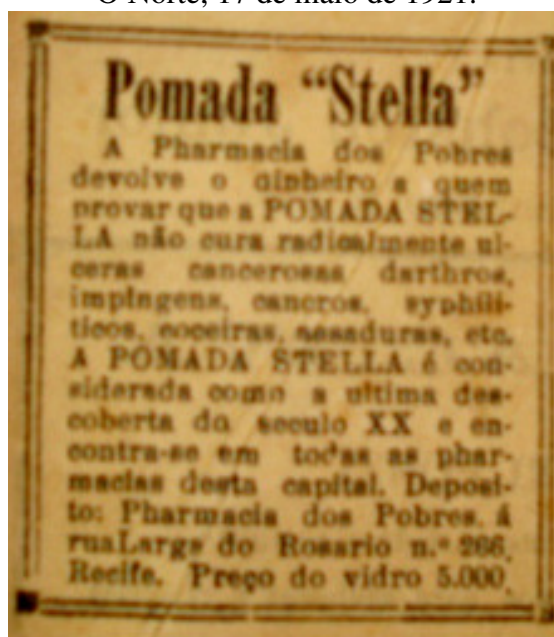 O Norte, 17 de maio de 1921.
Pomada “Stella”
A Pharmacia dos Pobres
devolve o dinheiro a quem
provar que a POMADA STEL-
LA não cura radicalmente ul-
ceras cancerosas darthros,
impingens, cancros, syphili-
ticos, coceiras, assaduras, etc.
A POMADA STELLA é con-
siderada como a ultima des-
coberta do seculo XX e en-
contra-se em todas as phar-
macias desta capital. Deposi-
to: Pharmacia dos Pobres. á
rua Large do Rosario n.º 266,
Recife. Preço do vidro 5.000,